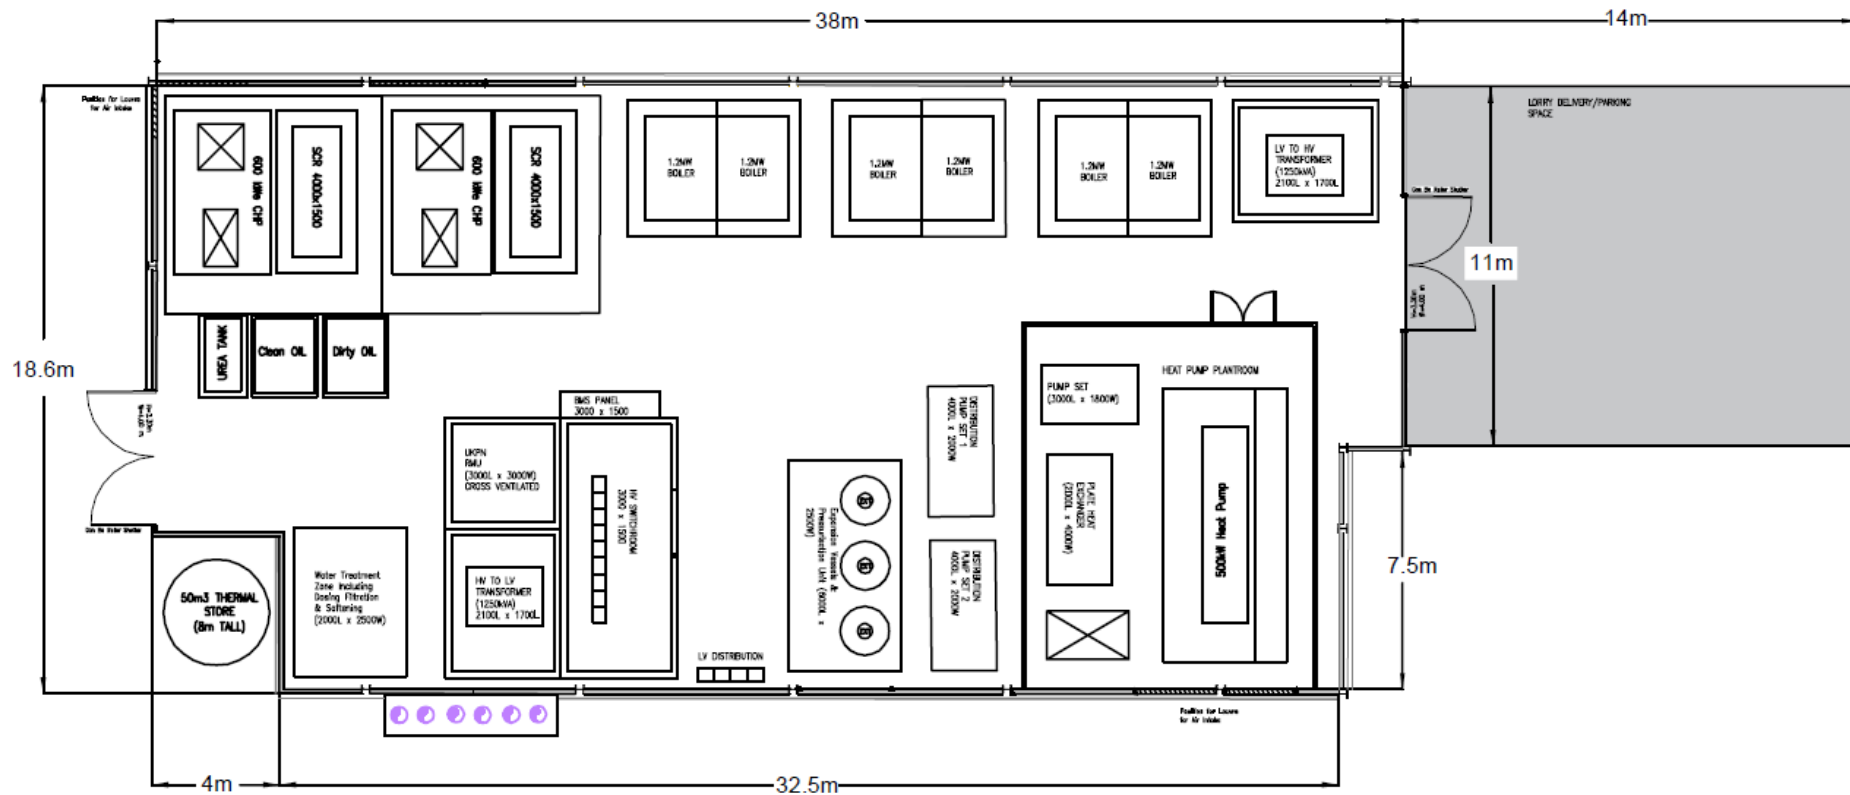 38m
14m
Position for Louvre
for Air Intake
LORRY DELIVERY/PARKING
SPACE
600 kWe CHP
SCR 4000x1500
600 kWe CHP
SCR 4000x1500
1.2MW
BOILER
1.2MW
BOILER
1.2MW
BOILER
1.2MW
BOILER
1.2MW
BOILER
1.2MW
BOILER
LV TO HV
TRANSFORMER
(1250kVA)
2100L x 1700L
11m
18.6m
UREA TANK
Clean OIL
Dirty OIL
HEAT PUMP PLANTROOM
PUMP SET
(3000L x 1800W)
BMS PANEL
3000 x 1500
DISTRIBUTION
PUMP SET 1
4000L x 2000W
UKPN
RMU
(3000L x 3000W)
CROSS VENTILATED
HV SWITCHROOM
3000 x 1500
Expansion Vessels &
Pressurisation Unit (6000L x
2500W)
PLATE HEAT
EXCHANGER
(2000L x 4000W)
500kW Heat Pump
DISTRIBUTION
PUMP SET 2
4000L x 2000W
7.5m
50m3 THERMAL
STORE
(8m TALL)
Water Treatment
Zone including
Dosing Filtration
& Softening
(2000L x 2500W)
HV TO LV
TRANSFORMER
(1250kVA)
2100L x 1700L
LV DISTRIBUTION
Position for Louvre
for Air Intake
4m
32.5m